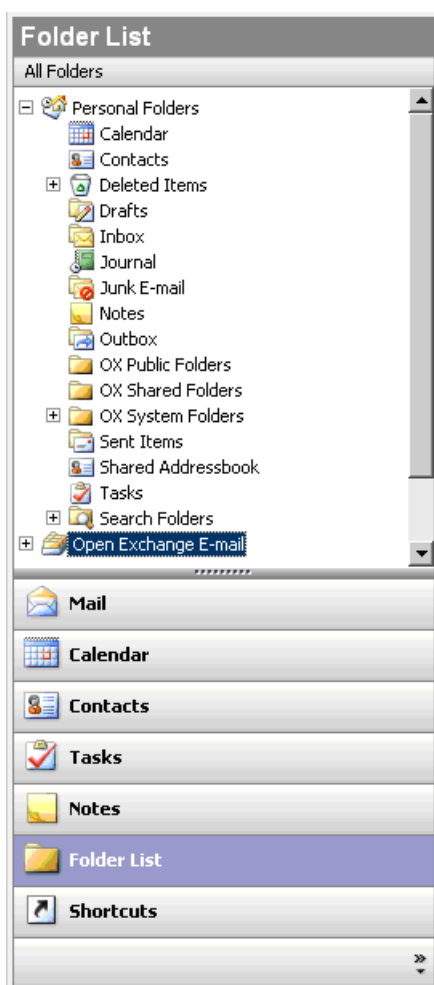 Folder List
All Folders
Personal Folders
Calendar
Contacts
Deleted Items
Drafts
Inbox
Journal
Junk E-mail
Notes
Outbox
OX Public Folders
OX Shared Folders
OX System Folders
Sent Items
Shared Addressbook
Tasks
Search Folders
Open Exchange E-mail
Mail
Calendar
Contacts
Tasks
Notes
Folder List
Shortcuts